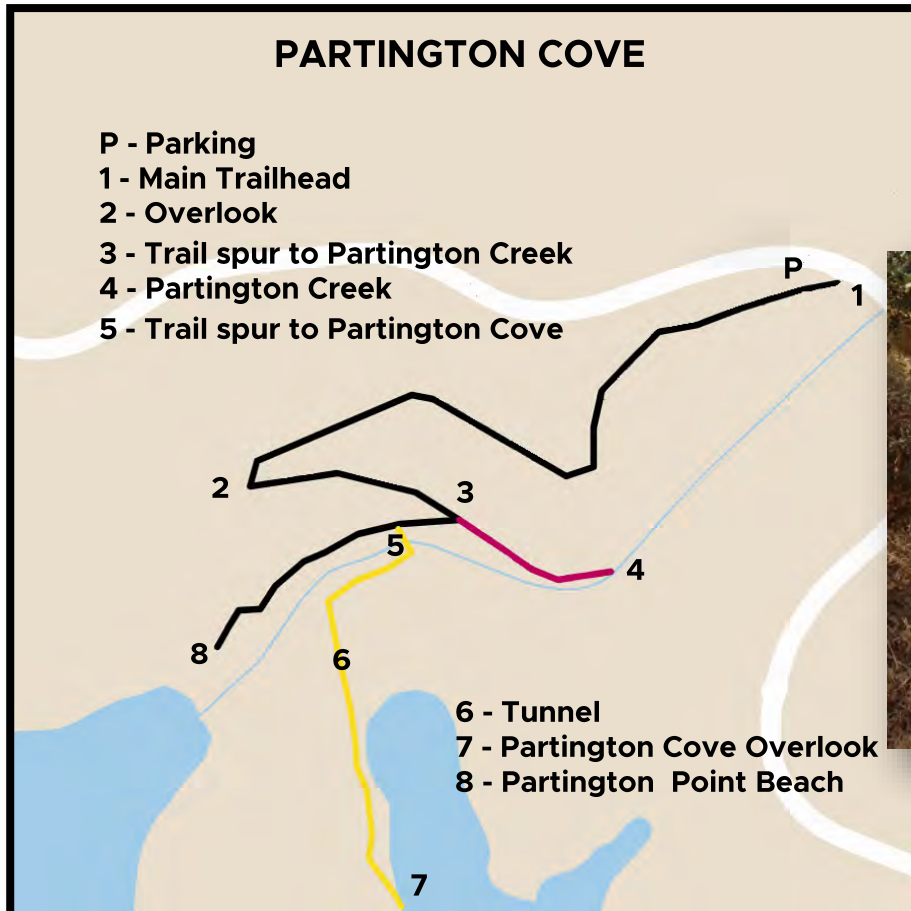 PARTINGTON COVE
P - Parking
1 - Main Trailhead
2 - Overlook
3 - Trail spur to Partington Creek
4 - Partington Creek
5 - Trail spur to Partington Cove
P
1
2
3
5
4
8
6
6 - Tunnel
7 - Partington Cove Overlook
8 - Partington Point Beach
7